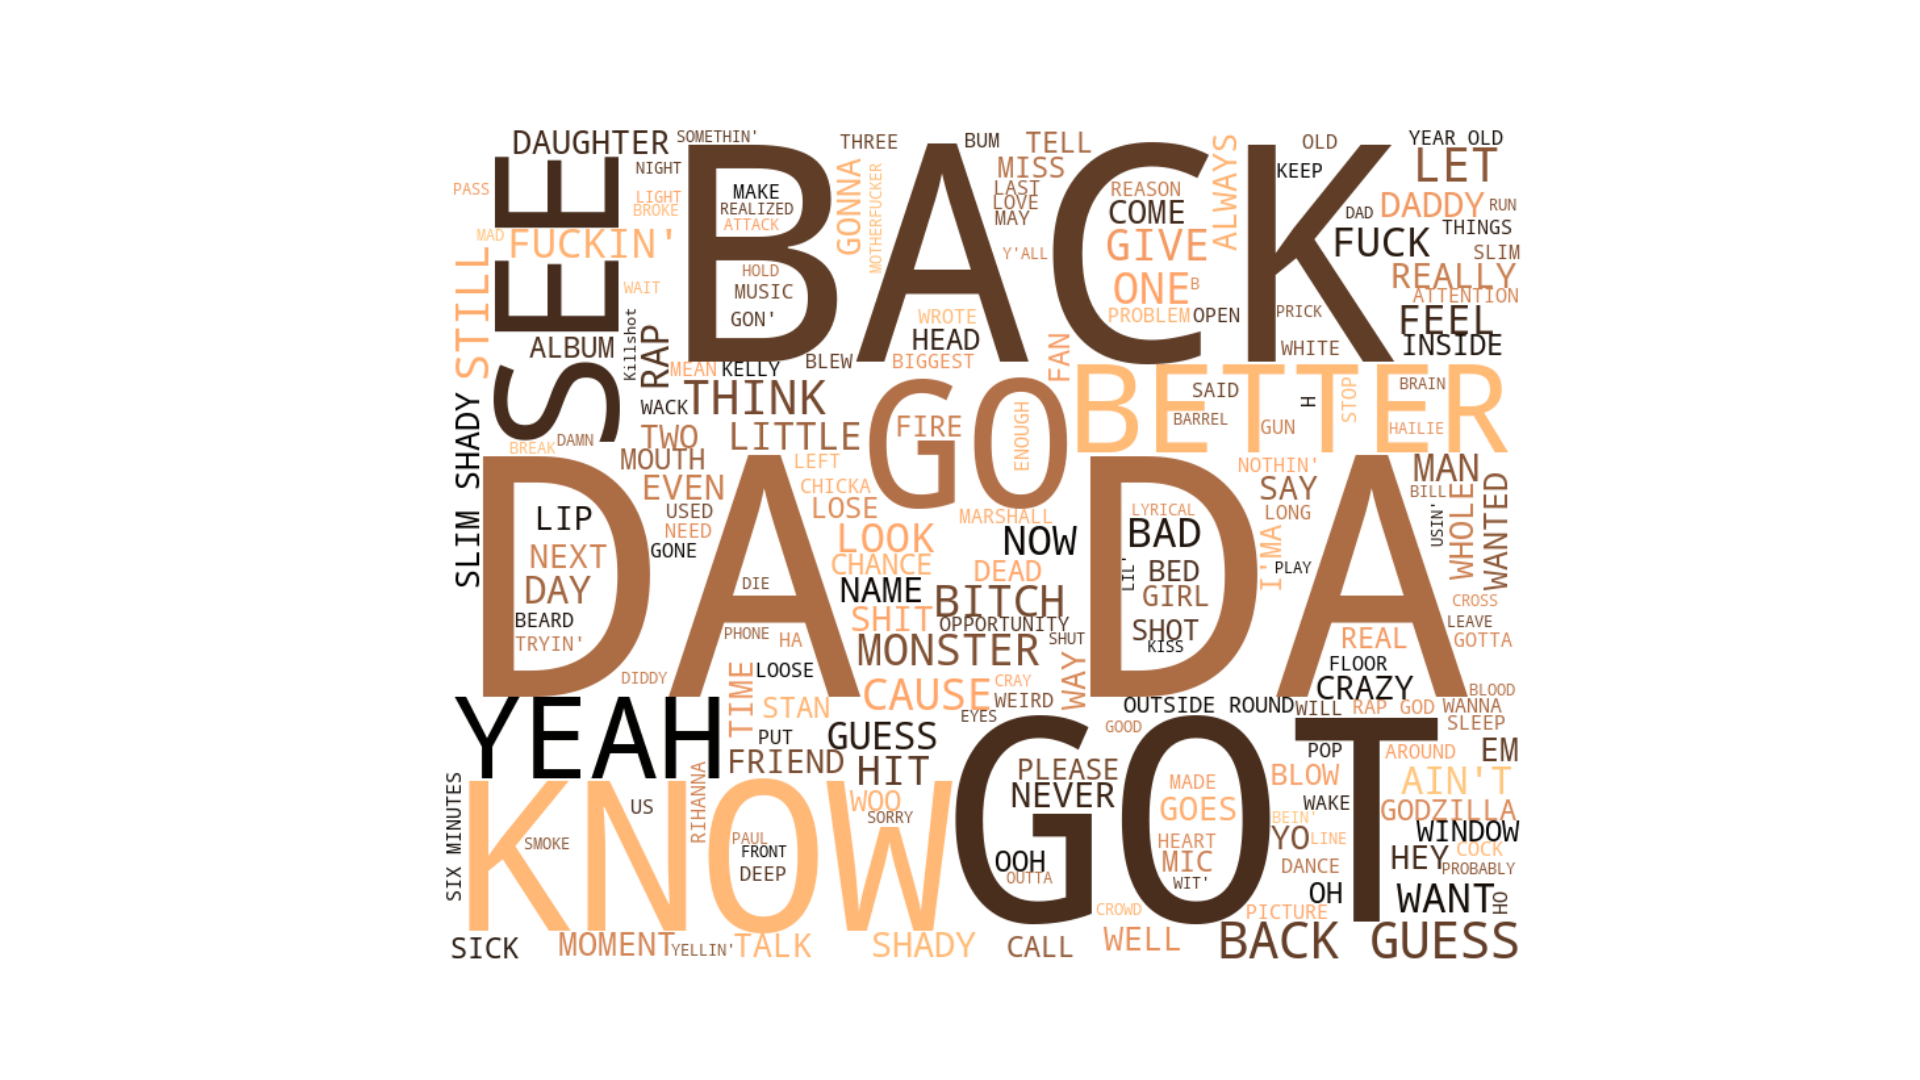 DAUGHTER
SOMETHIN'
THREE
BUM
TELL
OLD
YEAR OLD
BACK
SEE
NIGHT
PASS
LIGHT
BROKE
MAD
FUCKIN'
STILL
WAIT
MAKE
REALIZED
ATTACK
HOLD
MUSIC
GON'
GONNA
MOTHERFUCKER
MISS
LAST
LOVE
MAY
Y'ALL
REASON
COME
GIVE
ONE
B
PROBLEM
OPEN
ALWAYS
KEEP
LET
DAD
DADDY
RUN
THINGS
FUCK
SLIM
REALLY
ATTENTION
PRICK
FEEL
WHITE
INSIDE
WROTE
HEAD
BIGGEST
BLEW
FAN
ALBUM
Killshot
RAP
MEAN
KELLY
WACK
THINK
GO
FIRE
ENOUGH
BETTER
SAID
BARREL
GUN
H
STOP
BRAIN
HAILIE
SLIM SHADY
BREAK
DAMN
TWO
LITTLE
MOUTH
LEFT
EVEN
CHICKA
USED
LOSE
NEED
GONE
MARSHALL
LOOK
NOW
CHANCE
DEAD
NAME
BITCH
SHIT
OPPORTUNITY
MONSTER
SHUT
DA DA
LIP
NEXT
DAY
BEARD
TRYIN'
DIE
PHONE
HA
DIDDY
LOOSE
LYRICAL
BAD
LIL'
BED
GIRL
SHOT
KISS
NOTHIN'
SAY
LONG
I'MA
PLAY
MAN
BILL
USIN'
WHOLE
WANTED
CROSS
LEAVE
GOTTA
REAL
FLOOR
CRAZY
BLOOD
CAUSE
CRAY
WEIRD
WAY
EYES
OUTSIDE
ROUND
WILL
RAP GOD
WANNA
SLEEP
GOOD
YEAH
TIME
STAN
PUT
GUESS
FRIEND
HIT
KNOW
SIX MINUTES
SMOKE
US
RIHANNA
PAUL
FRONT
DEEP
WOO
SORRY
GOT
PLEASE
NEVER
OOH
OUTTA
MADE
GOES
HEART
MIC
WIT'
POP
BLOW
WAKE
BEIN'
YO
LINE
DANCE
OH
PICTURE
AROUND
EM
AIN'T
GODZILLA
WINDOW
HEY
COCK
PROBABLY
WANT
HO
CROWD
SICK
MOMENT
YELLIN'
TALK
SHADY
CALL
WELL
BACK
GUESS